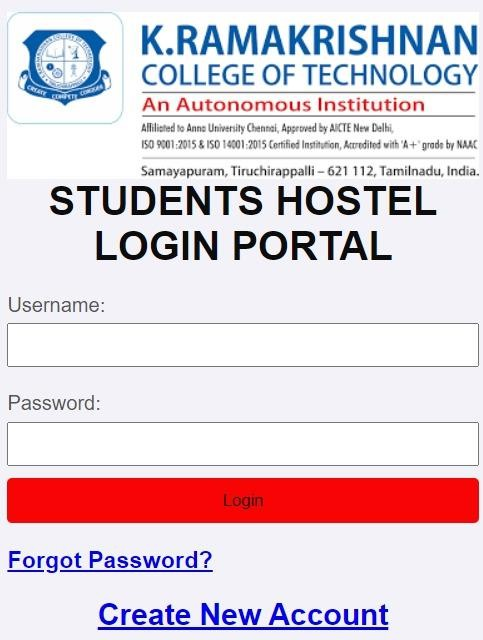 K.RAMAKRISHNAN
COLLEGE OF TECHNOLOGY
An Autonomous Institution
Affiliated to Anna University Chennai, Approved by AICTE New Delhi,
ISO 9001:2015 & ISO 14001:2015 Certified Institution, Accredited with 'A+' grade by NAAC
Samayapuram, Tiruchirappalli – 621 112, Tamilnadu, India.
CREATE COMPETE CONQUER
STUDENTS HOSTEL
LOGIN PORTAL
Username:
Password:
Login
Forgot Password?
Create New Account